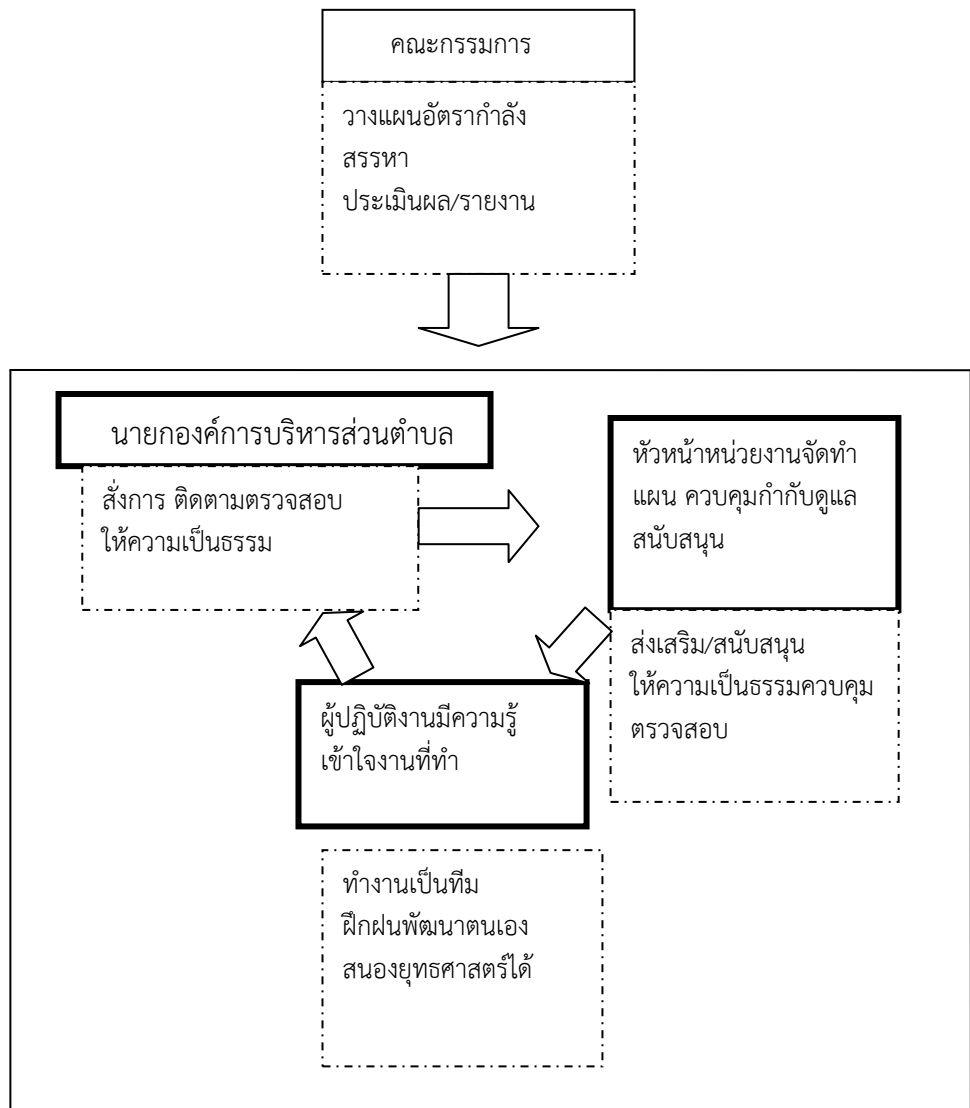 คณะกรรมการ
วางแผนอัตรากำลัง
สรรหา
ประเมินผล/รายงาน
นายกองค์การบริหารส่วนตำบล
สั่งการ ติดตามตรวจสอบ
ให้ความเป็นธรรม
หัวหน้าหน่วยงานจัดทำ
แผน ควบคุมกำกับดูแล
สนับสนุน
ส่งเสริม/สนับสนุน
ให้ความเป็นธรรมควบคุม
ตรวจสอบ
ผู้ปฏิบัติงานมีความรู้
เข้าใจงานที่ทำ
ทำงานเป็นทีม
ฝึกฝนพัฒนาตนเอง
สนองยุทธศาสตร์ได้